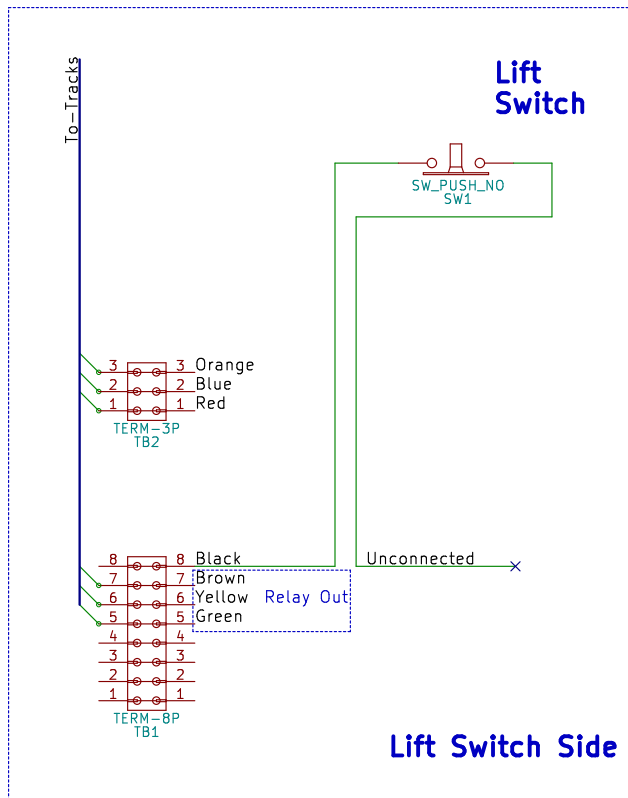 Lift
Switch
To-Tracks
SW_PUSH_NO
SW1
3 3 Orange
2 2 Blue
1 1 Red
TERM-3P
TB2
8 8 Black
Unconnected
7 7 Brown
6 6 Yellow Relay Out
5 5 Green
4 4
3 3
2 2
1 1
TERM-8P
TB1
Lift Switch Side